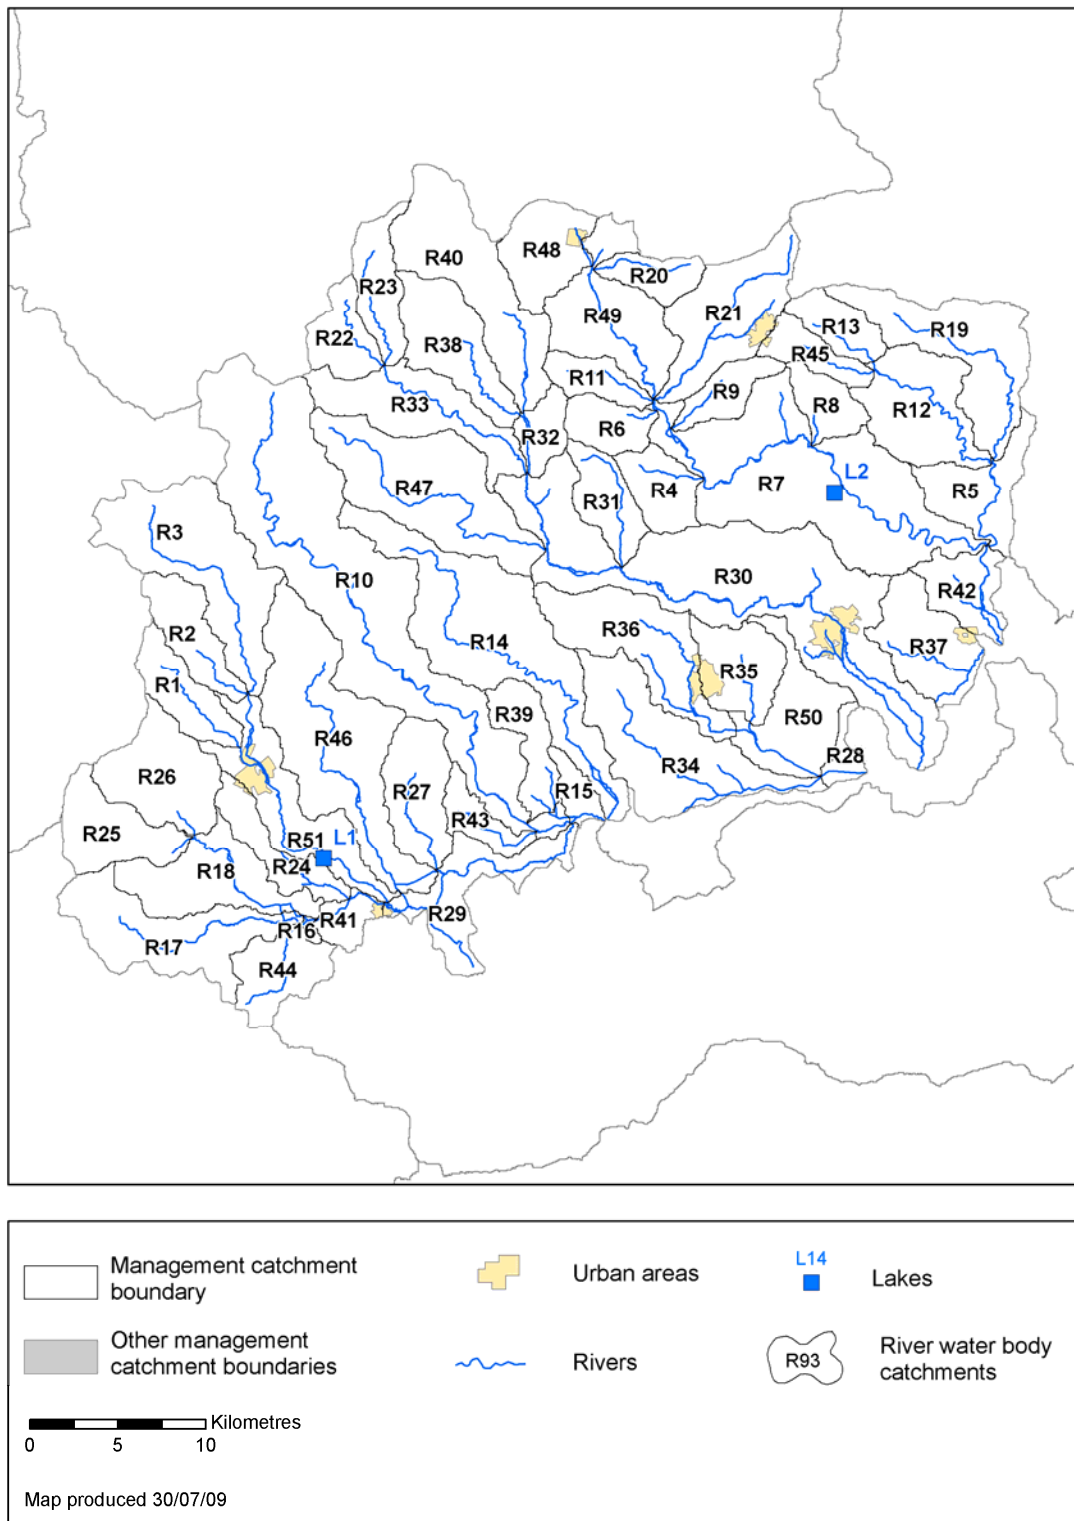 R48
R40
R20
R23
R49
R21
R13
R19
R22
R38
R45
R11
R9
R33
R8
R12
R6
R32
L2
R47
R4
R7
R5
R31
R3
R10
R30
R42
R2
R36
R14
R37
R1
R35
R39
R50
R46
R26
R28
R34
R27
R15
R43
R25
R51
L1
R24
R18
R41
R29
R16
R17
R44
Management catchment
boundary
Urban areas
L14
Lakes
Other management
catchment boundaries
Rivers
R93
River water body
catchments
Kilometres
0 5 10
Map produced 30/07/09